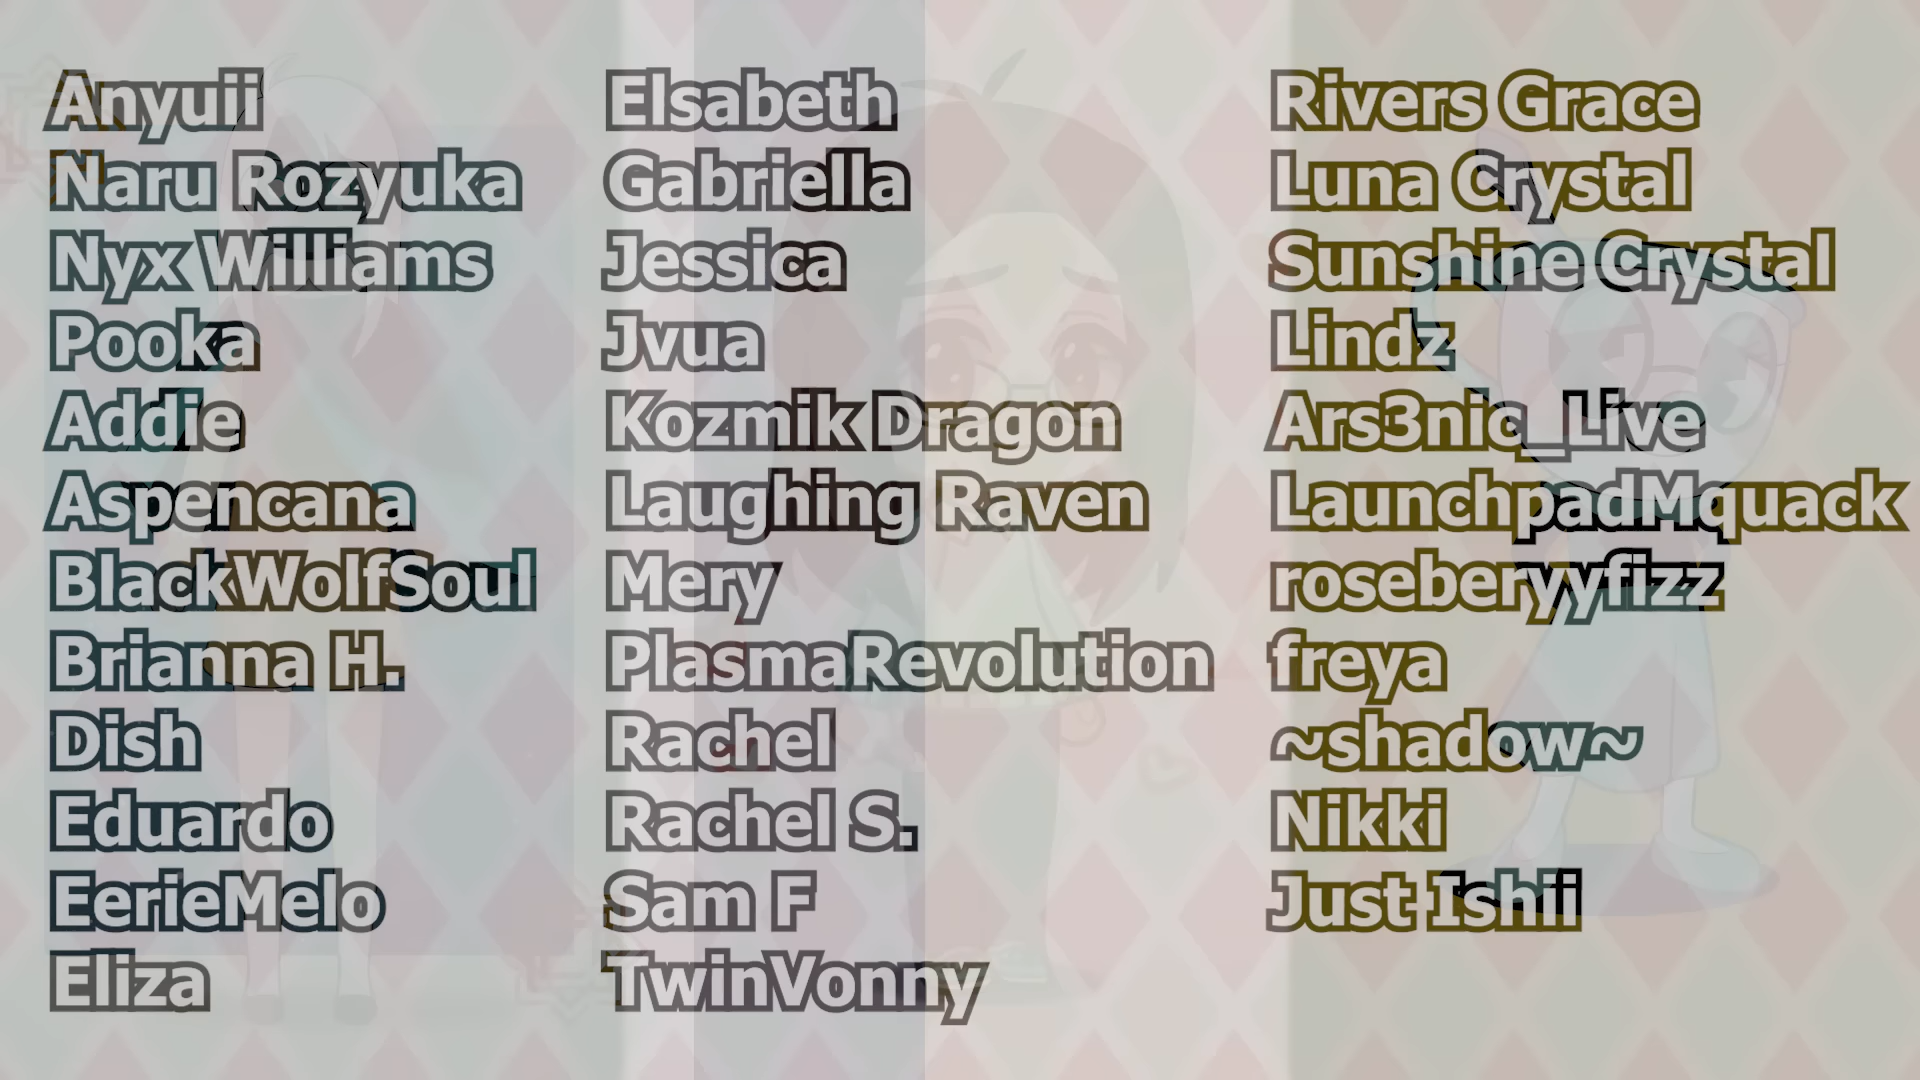 Anyuii
Naru Rozyuka
Nyx Williams
Pooka
Addie
Aspencana
BlackWolfSoul
Brianna H.
Dish
Eduardo
EerieMelo
Eliza
Elsabeth
Gabriella
Jessica
Jvua
Kozmik Dragon
Laughing Raven
Mery
PlasmaRevolution
Rachel
Rachel S.
Sam F
TwinVonny
Rivers Grace
Luna Crystal
Sunshine Crystal
Lindz
Ars3nic_Live
LaunchpadMquack
roseberyyfizz
freya
~shadow~
Nikki
Just Ishii